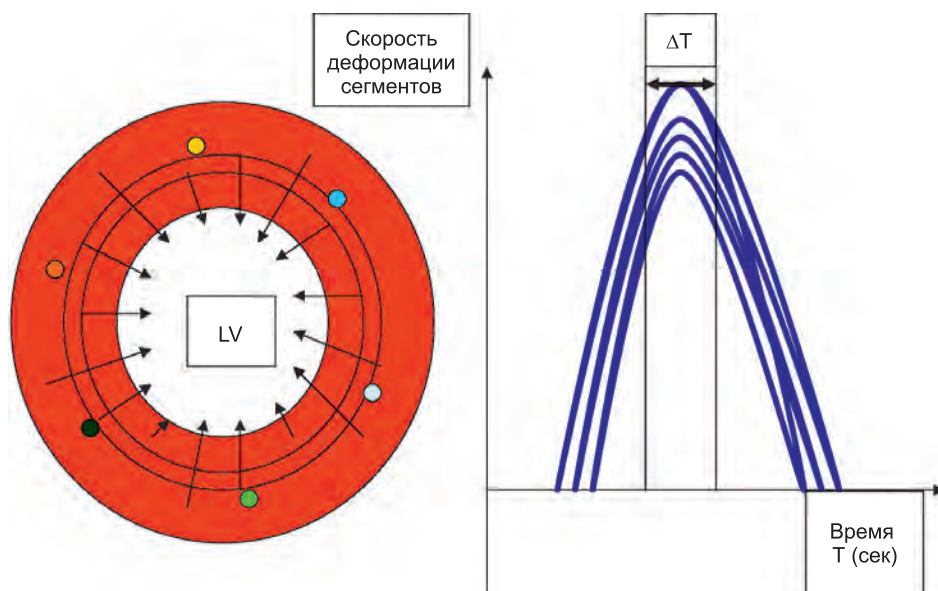 Скорость
деформации
сегментов
ΔT
LV
Время
T (сек)